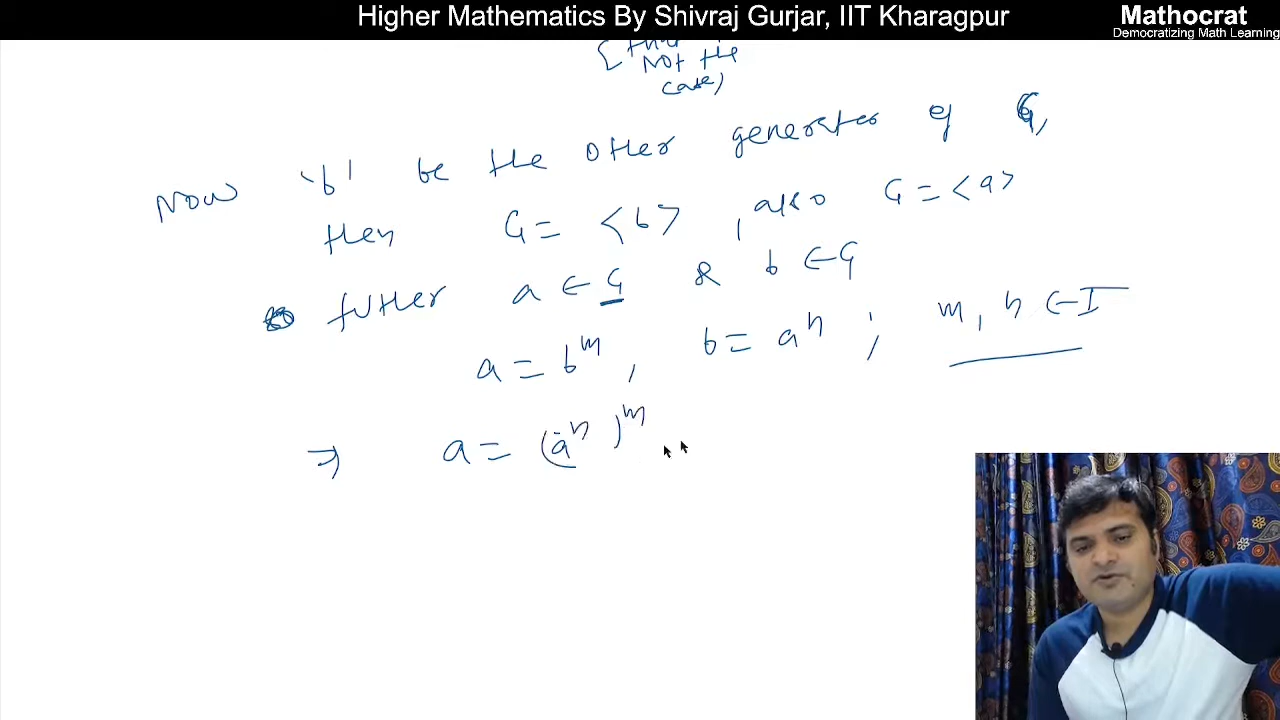 Higher Mathematics By Shivraj Gurjar, IIT Kharagpur
Mathocrat
Democratizing Math Learning
Not the
case)
Now 'b' be the other generator of G,
then G = <b>, also G = <a>
futher a ∈ G & b ∈ G
a = b^m, b = a^n ; m, n ∈ I
⇒ a = (a^n)^m